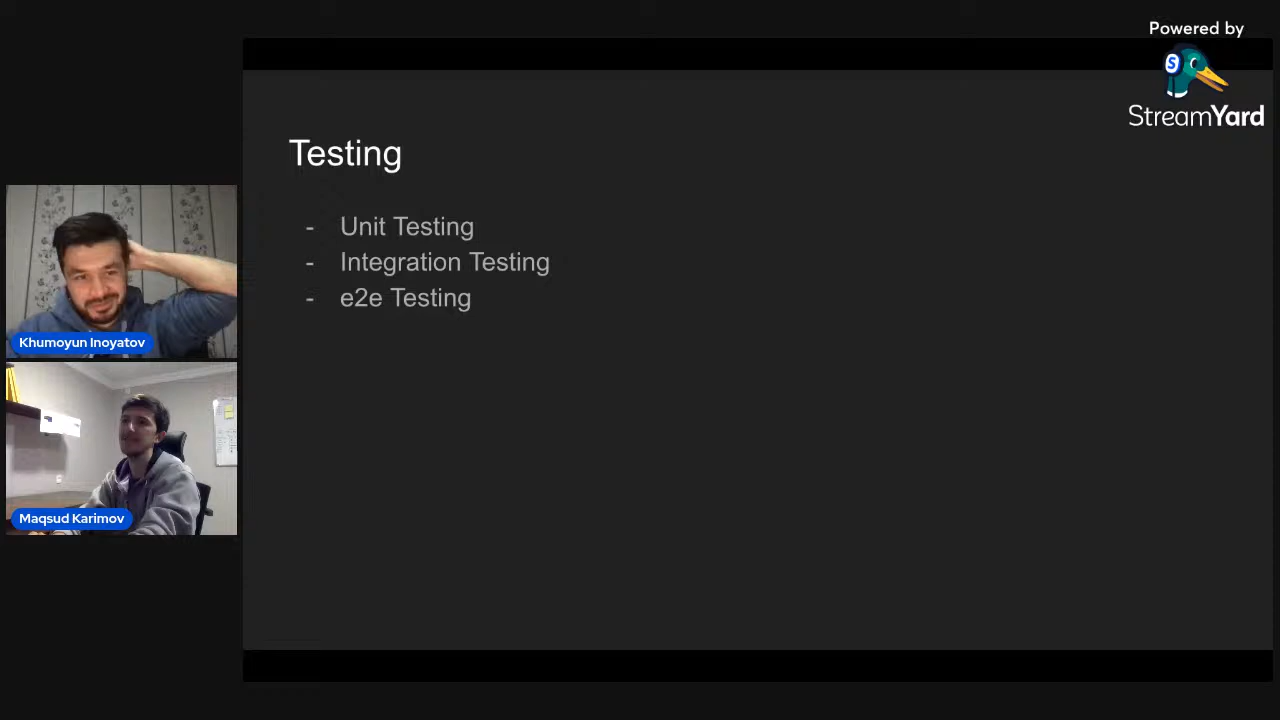 Powered by
S
StreamYard
Testing
- Unit Testing
- Integration Testing
- e2e Testing
Khumoyun Inoyatov
Maqsud Karimov